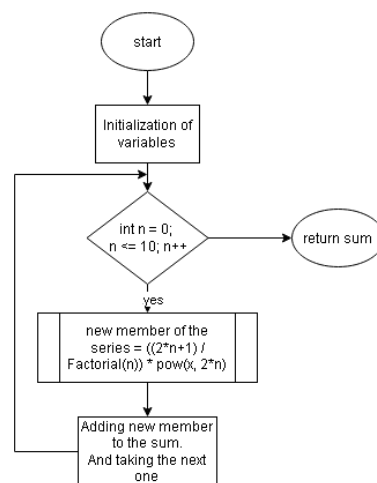 start
Initialization of
variables
int n = 0;
n <= 10; n++
return sum
yes
new member of the
series = ((2*n+1) /
Factorial(n)) * pow(x, 2*n)
Adding new member
to the sum.
And taking the next
one